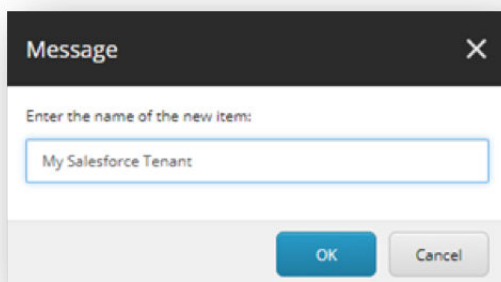 Message
Enter the name of the new item:
My Salesforce Tenant
OK Cancel